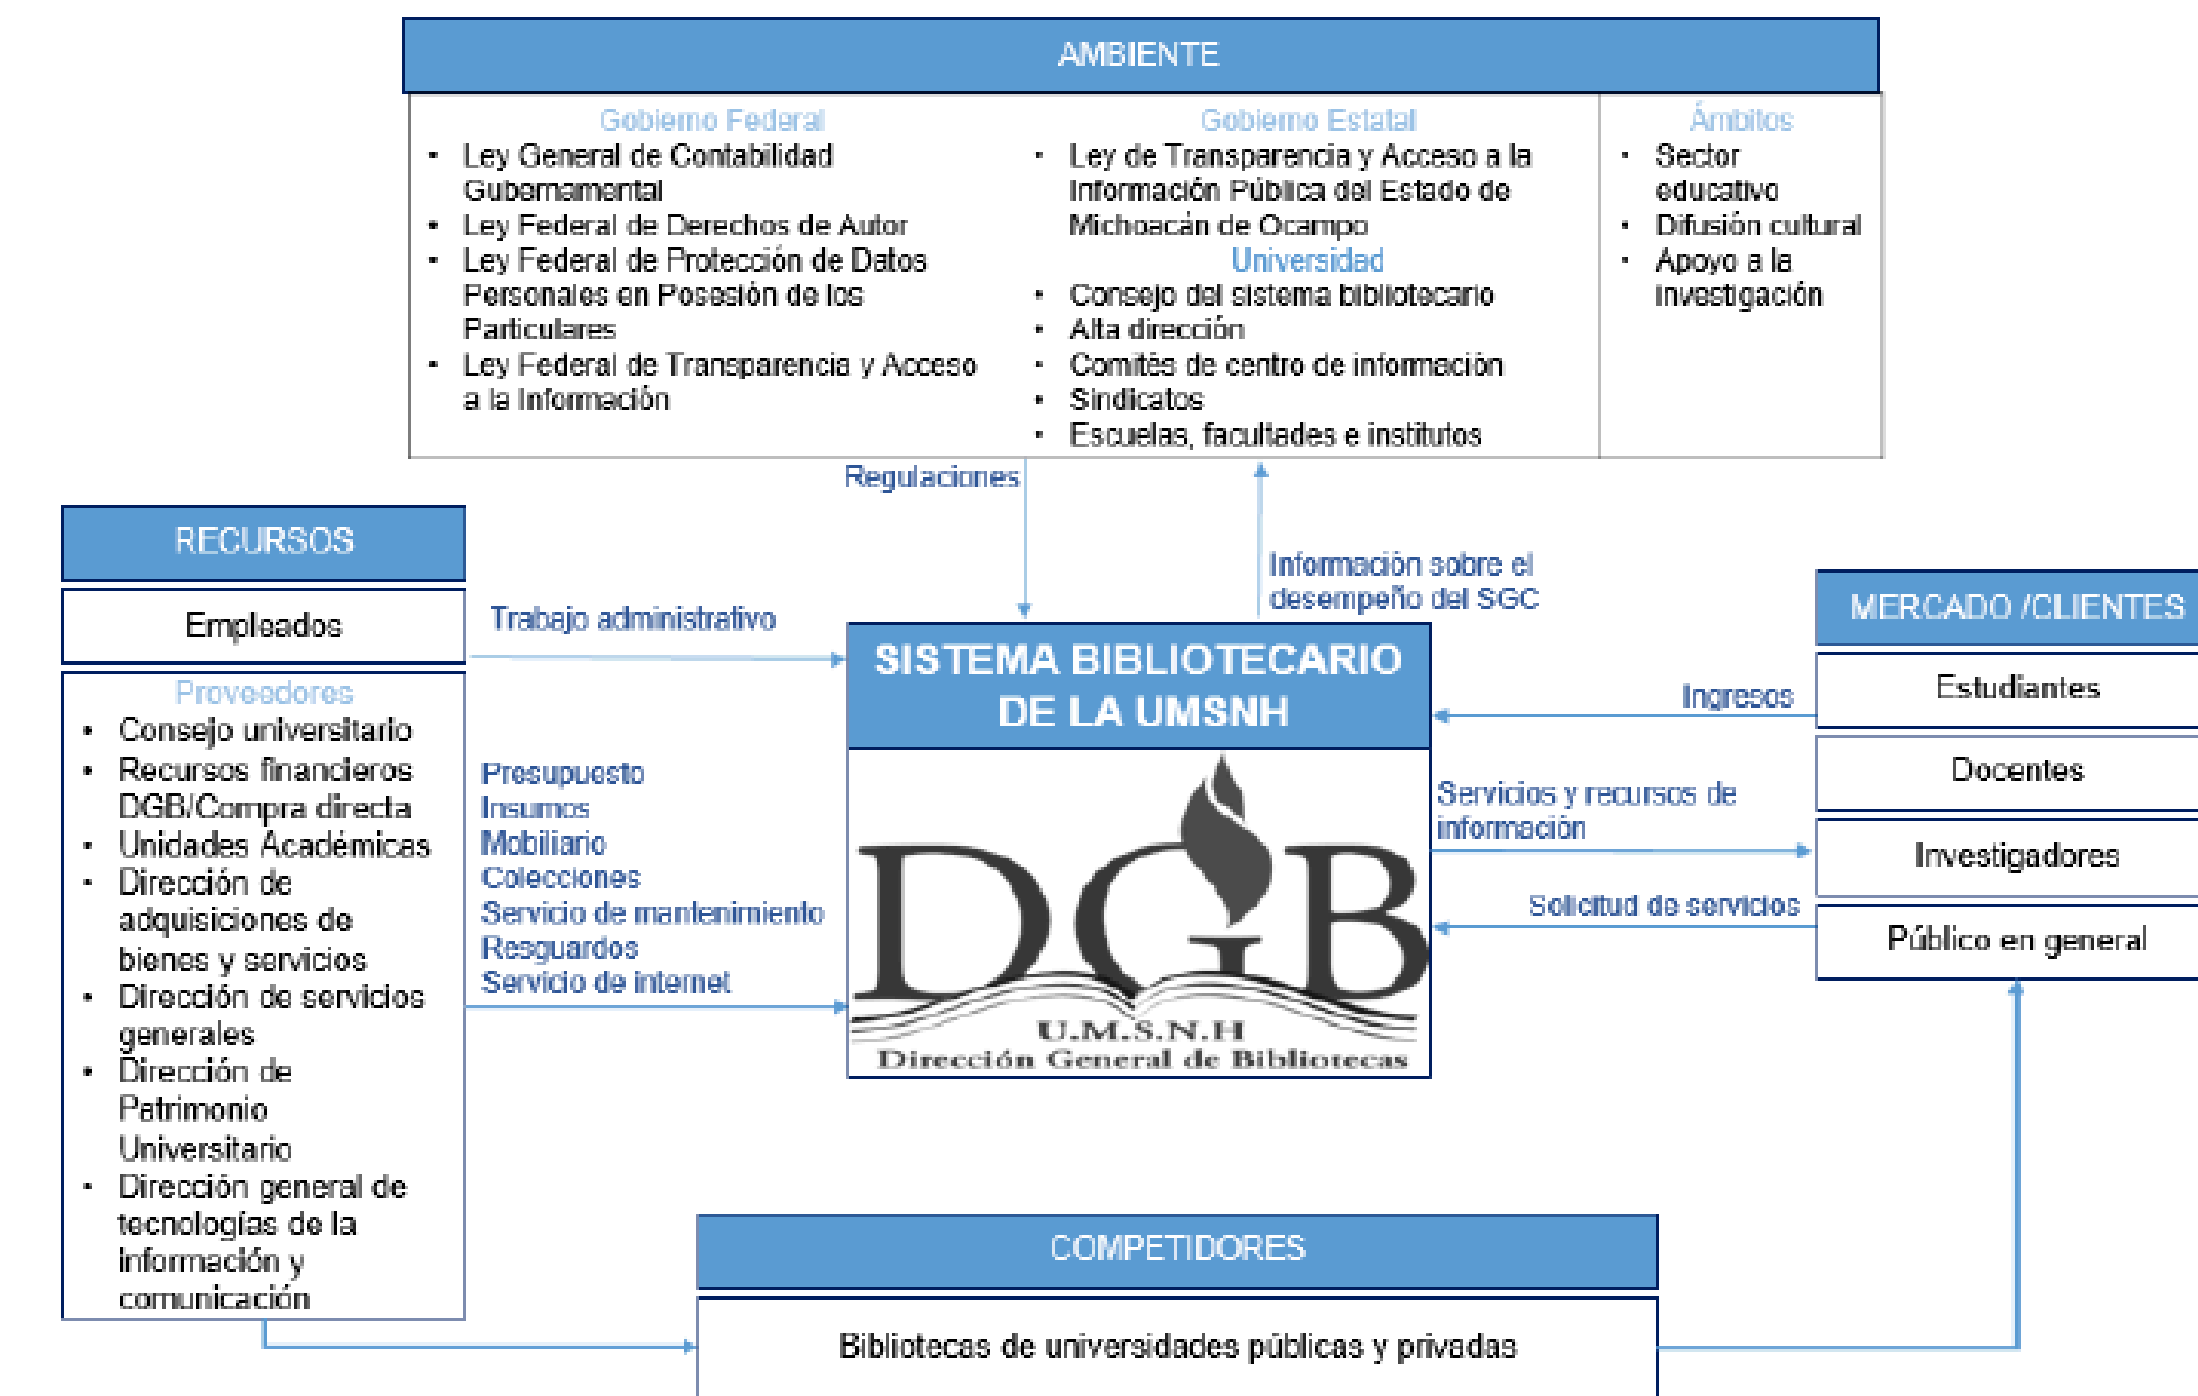 AMBIENTE
Gobierno Federal
• Ley General de Contabilidad
Gubernamental
• Ley Federal de Derechos de Autor
• Ley Federal de Protección de Datos
Personales en Posesión de los
Particulares
• Ley Federal de Transparencia y Acceso
a la Información
Gobierno Estatal
• Ley de Transparencia y Acceso a la
Información Pública del Estado de
Michoacán de Ocampo
Universidad
• Consejo del sistema bibliotecario
• Alta dirección
• Comités de centro de información
• Sindicatos
• Escuelas, facultades e institutos
Ámbitos
• Sector
educativo
• Difusión cultural
• Apoyo a la
investigación
Regulaciones
Información sobre el
desempeño del SGC
RECURSOS
Empleados
Proveedores
• Consejo universitario
• Recursos financieros
DGB/Compra directa
• Unidades Académicas
• Dirección de
adquisiciones de
bienes y servicios
• Dirección de servicios
generales
• Dirección de
Patrimonio
Universitario
• Dirección general de
tecnologías de la
información y
comunicación
Trabajo administrativo
Presupuesto
Insumos
Mobiliario
Colecciones
Servicio de mantenimiento
Resguardos
Servicio de internet
SISTEMA BIBLIOTECARIO
DE LA UMSNH
DGB
U.M.S.N.H
Dirección General de Bibliotecas
Ingresos
Servicios y recursos de
información
Solicitud de servicios
MERCADO /CLIENTES
Estudiantes
Docentes
Investigadores
Público en general
COMPETIDORES
Bibliotecas de universidades públicas y privadas